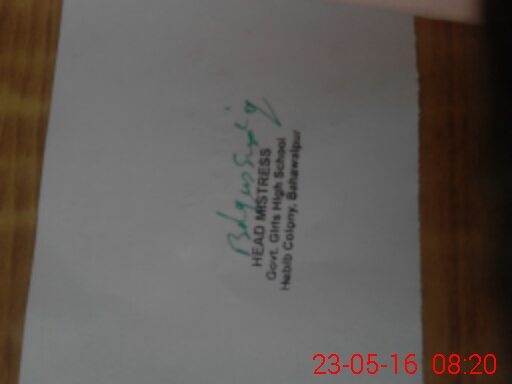 HEAD MISTRESS
Govt. Girls High School
Habib Colony, Bahawalpur
23-05-16 08:20